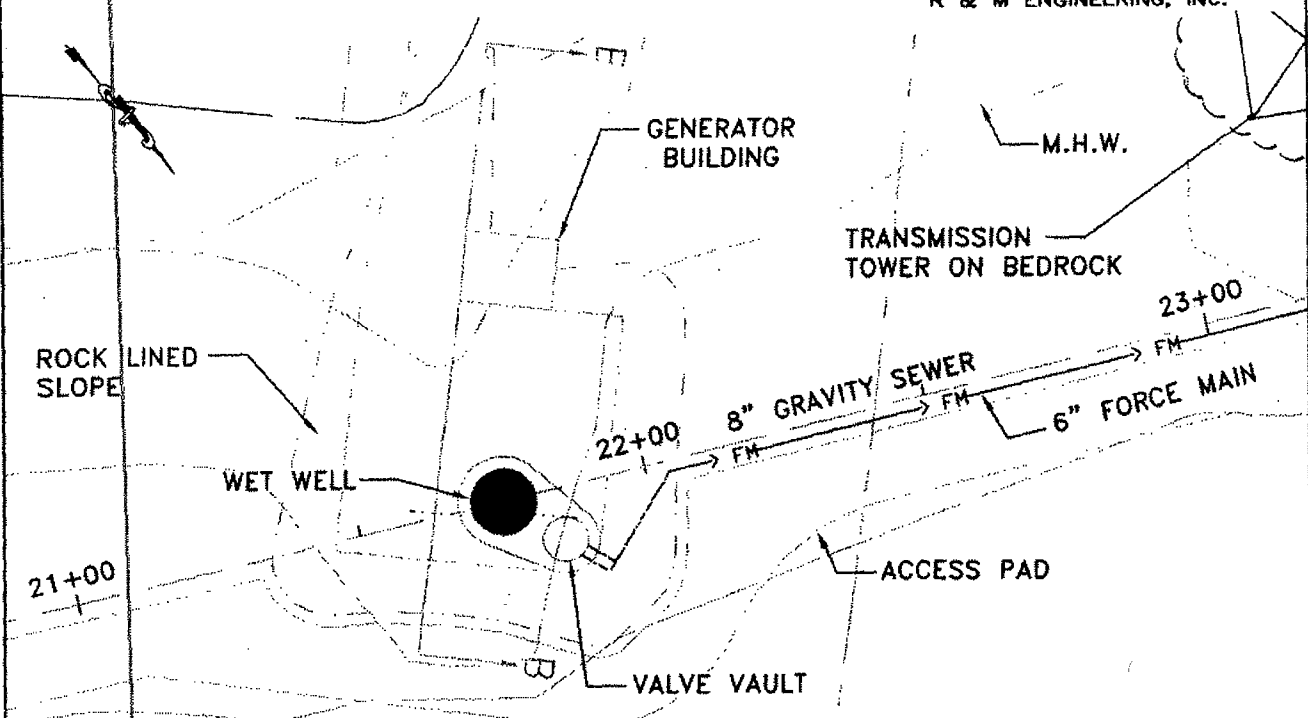 R & M ENGINEERING, INC.
E
GENERATOR
BUILDING
M.H.W.
TRANSMISSION
TOWER ON BEDROCK
23+00
ROCK LINED
SLOPE
FM
8" GRAVITY SEWER
FM
6" FORCE MAIN
22+00
FM
WET WELL
21+00
ACCESS PAD
B
VALVE VAULT